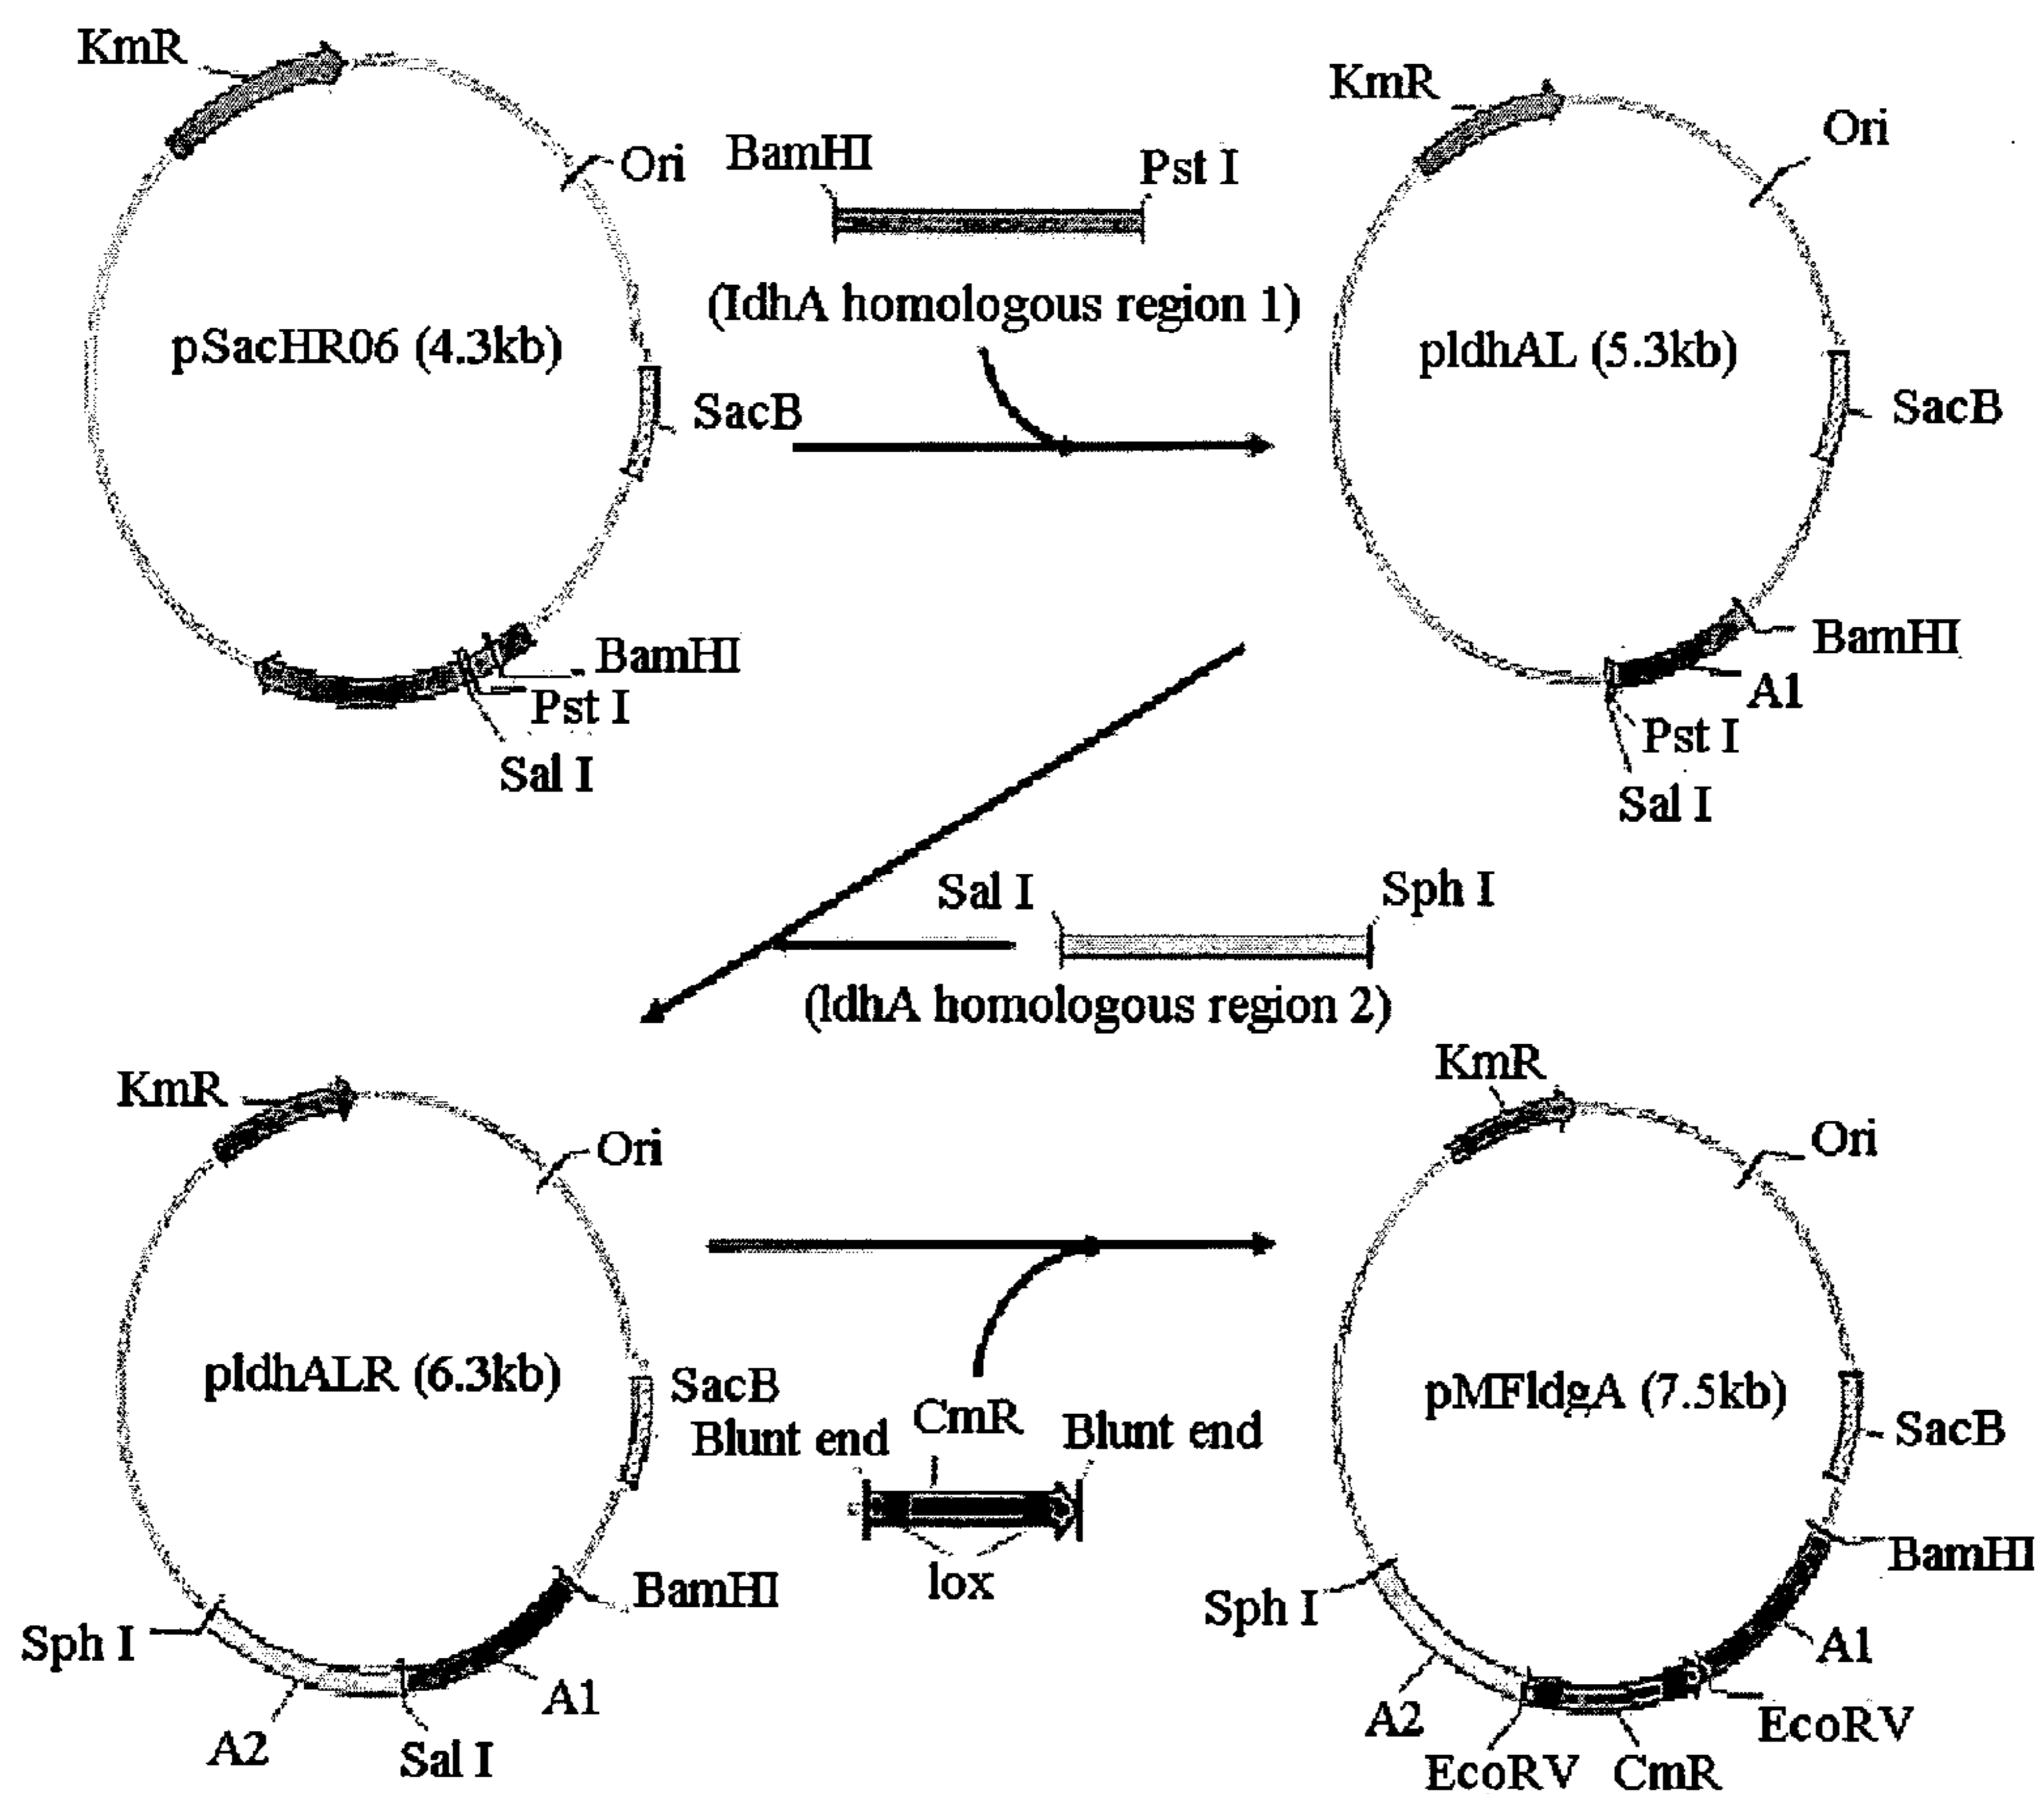 KmR
Ori
pSacHR06 (4.3kb)
SacB
BamHI
Pst I
Sal I
BamHI
Pst I
(IdhA homologous region 1)
KmR
Ori
pldhAL (5.3kb)
SacB
BamHI
A1
Pst I
Sal I
Sal I
Sph I
(ldhA homologous region 2)
KmR
Ori
pldhALR (6.3kb)
SacB
BamHI
A1
Sal I
A2
Sph I
Blunt end
CmR
Blunt end
lox
KmR
Ori
pMFldgA (7.5kb)
SacB
BamHI
A1
EcoRV
CmR
EcoRV
A2
Sph I